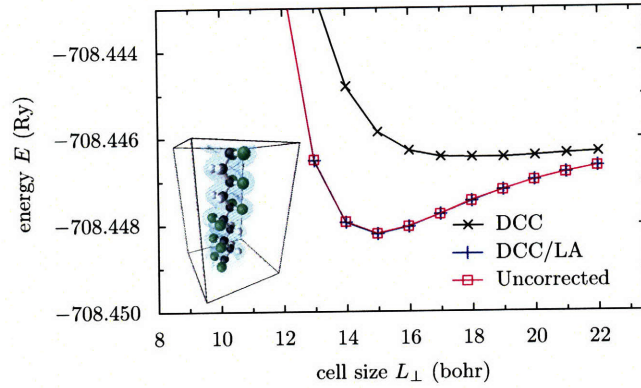 −708.444
−708.446
−708.448
−708.450
energy E (Ry)
DCC
DCC/LA
Uncorrected
8 10 12 14 16 18 20 22
cell size L⊥ (bohr)